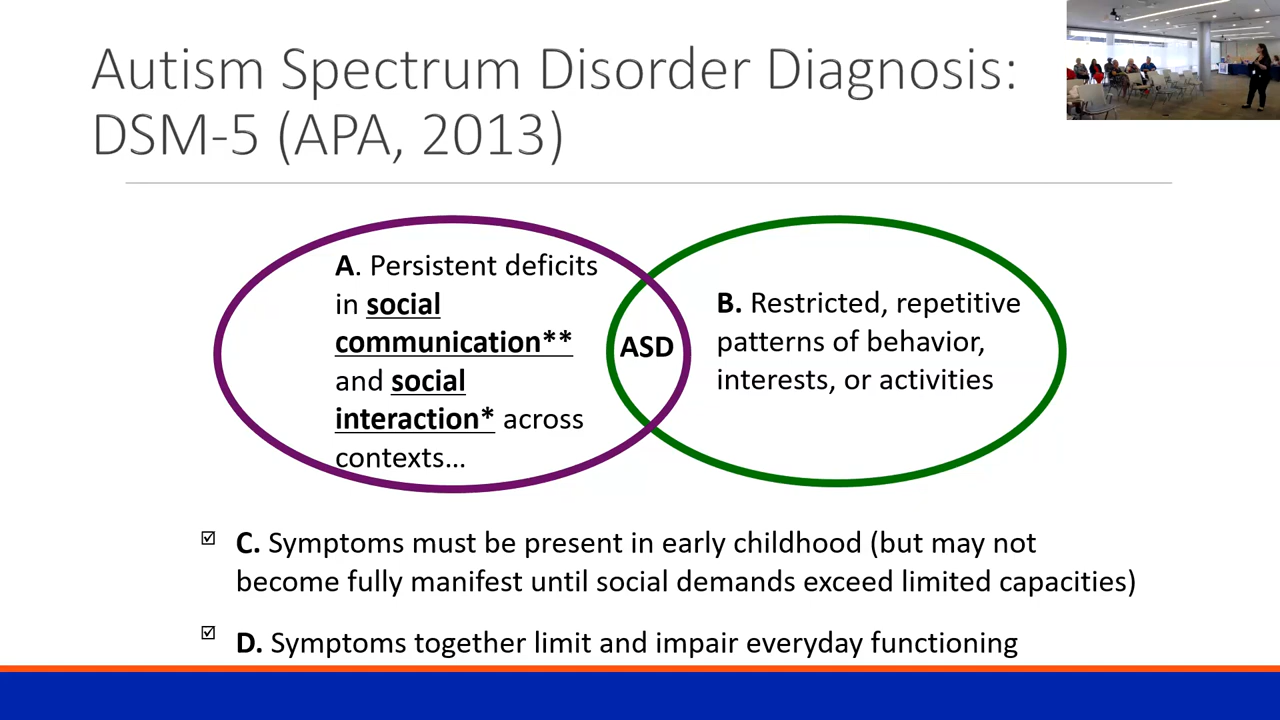 Autism Spectrum Disorder Diagnosis:
DSM-5 (APA, 2013)
A. Persistent deficits
in social
communication**
and social
interaction* across
contexts...
ASD
B. Restricted, repetitive
patterns of behavior,
interests, or activities
C. Symptoms must be present in early childhood (but may not
become fully manifest until social demands exceed limited capacities)
D. Symptoms together limit and impair everyday functioning